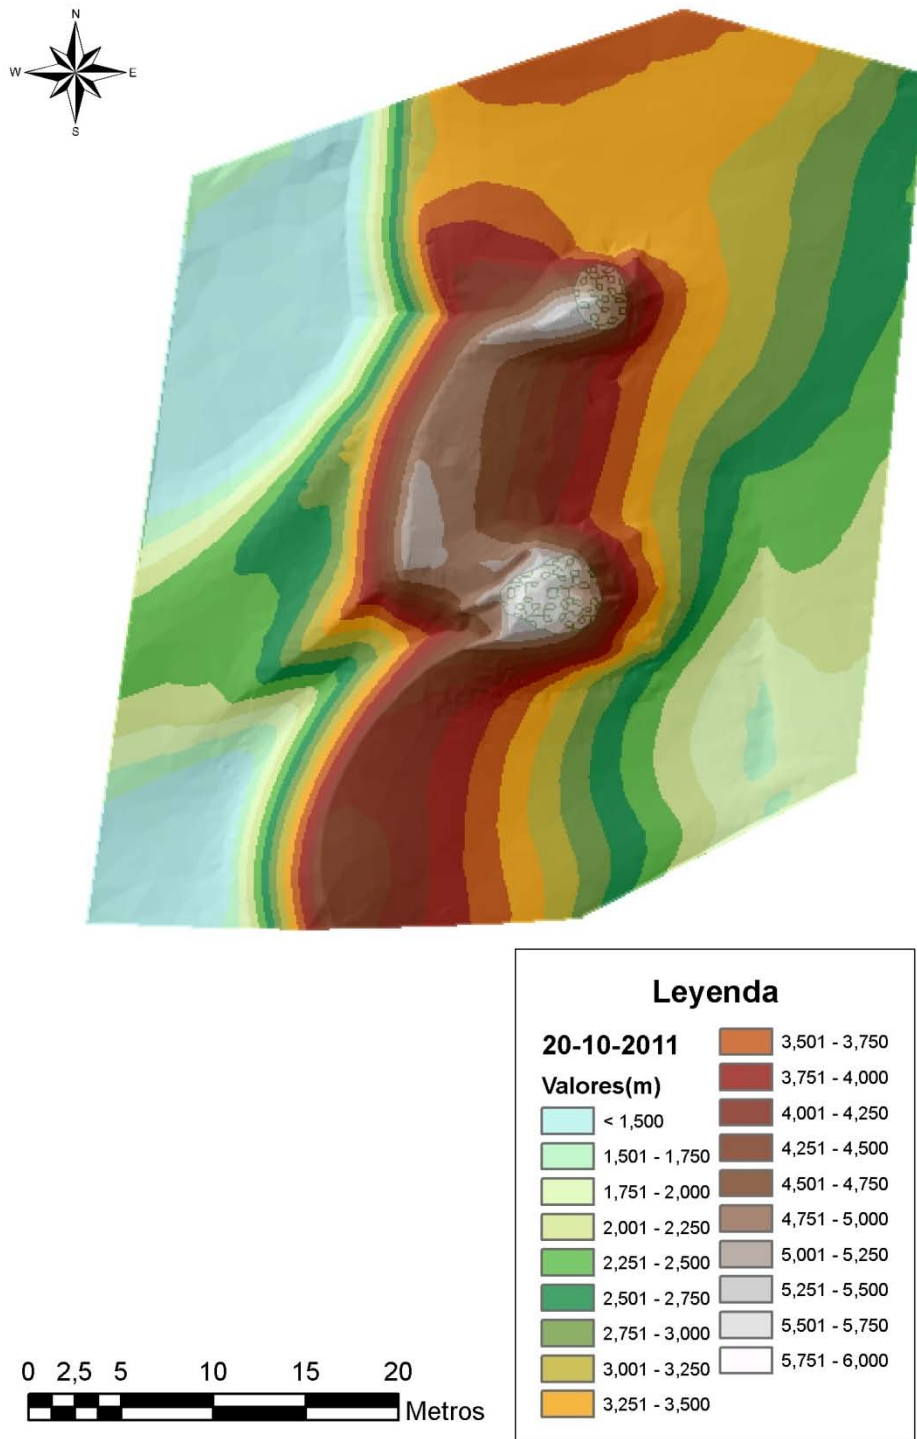 N
W E
S
Leyenda
20-10-2011
Valores(m)
< 1,500
1,501 - 1,750
1,751 - 2,000
2,001 - 2,250
2,251 - 2,500
2,501 - 2,750
2,751 - 3,000
3,001 - 3,250
3,251 - 3,500
3,501 - 3,750
3,751 - 4,000
4,001 - 4,250
4,251 - 4,500
4,501 - 4,750
4,751 - 5,000
5,001 - 5,250
5,251 - 5,500
5,501 - 5,750
5,751 - 6,000
0 2,5 5 10 15 20
Metros